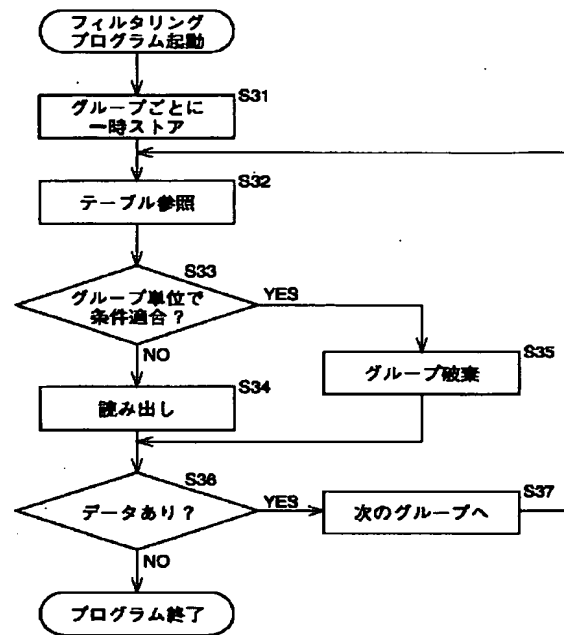 フィルタリング
プログラム起動
S31
グループごとに
一時ストア
S32
テーブル参照
S33
グループ単位で
条件適合?
YES
NO
S34
読み出し
S35
グループ破棄
S36
データあり?
YES
NO
S37
次のグループへ
プログラム終了